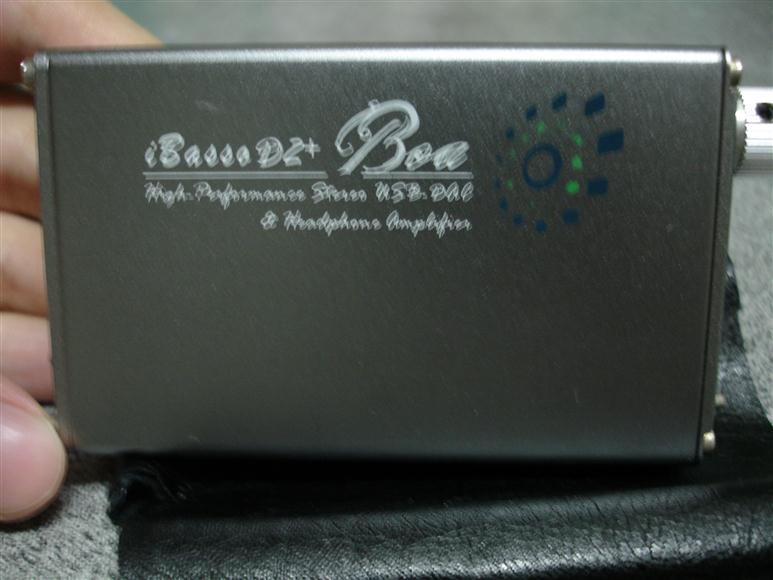 iBasso D2+ Boa
High-Performance Stereo USB-DAC
& Headphone Amplifier